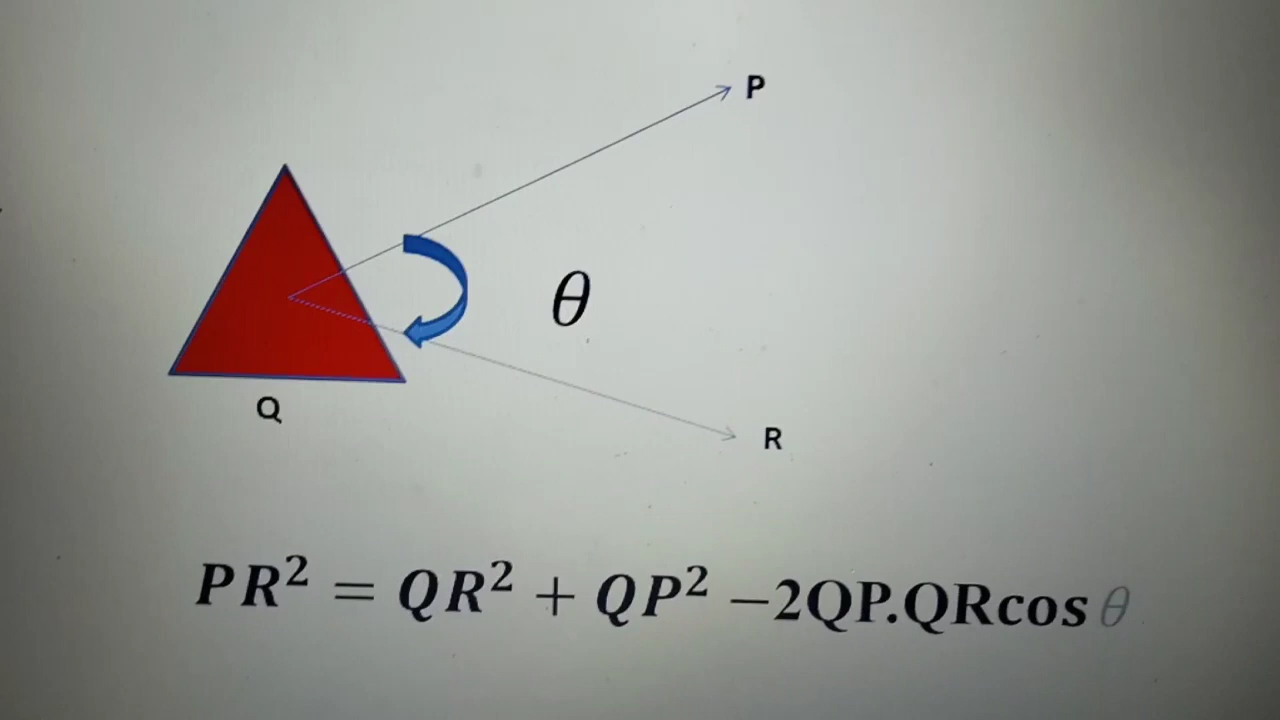 P
θ
Q
R
PR² = QR² + QP² −2QP.QRcos θ